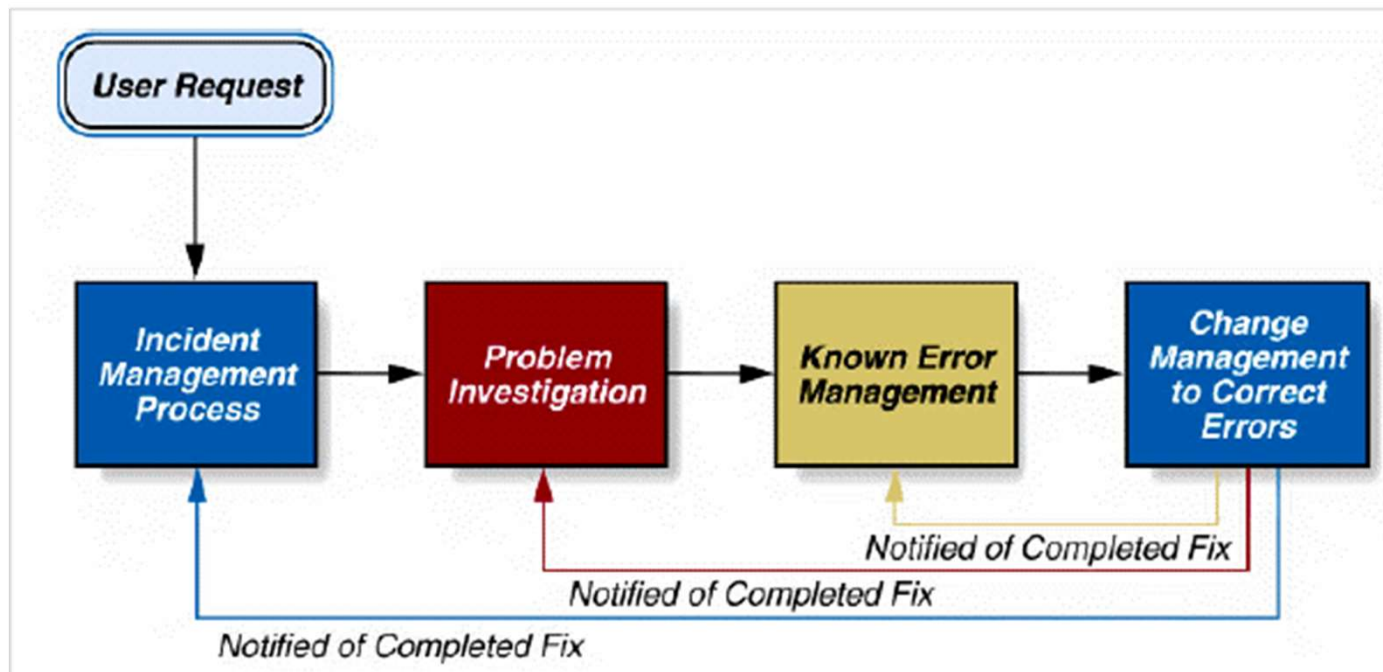 User Request
Incident
Management
Process
Problem
Investigation
Known Error
Management
Change
Management
to Correct
Errors
Notified of Completed Fix
Notified of Completed Fix
Notified of Completed Fix